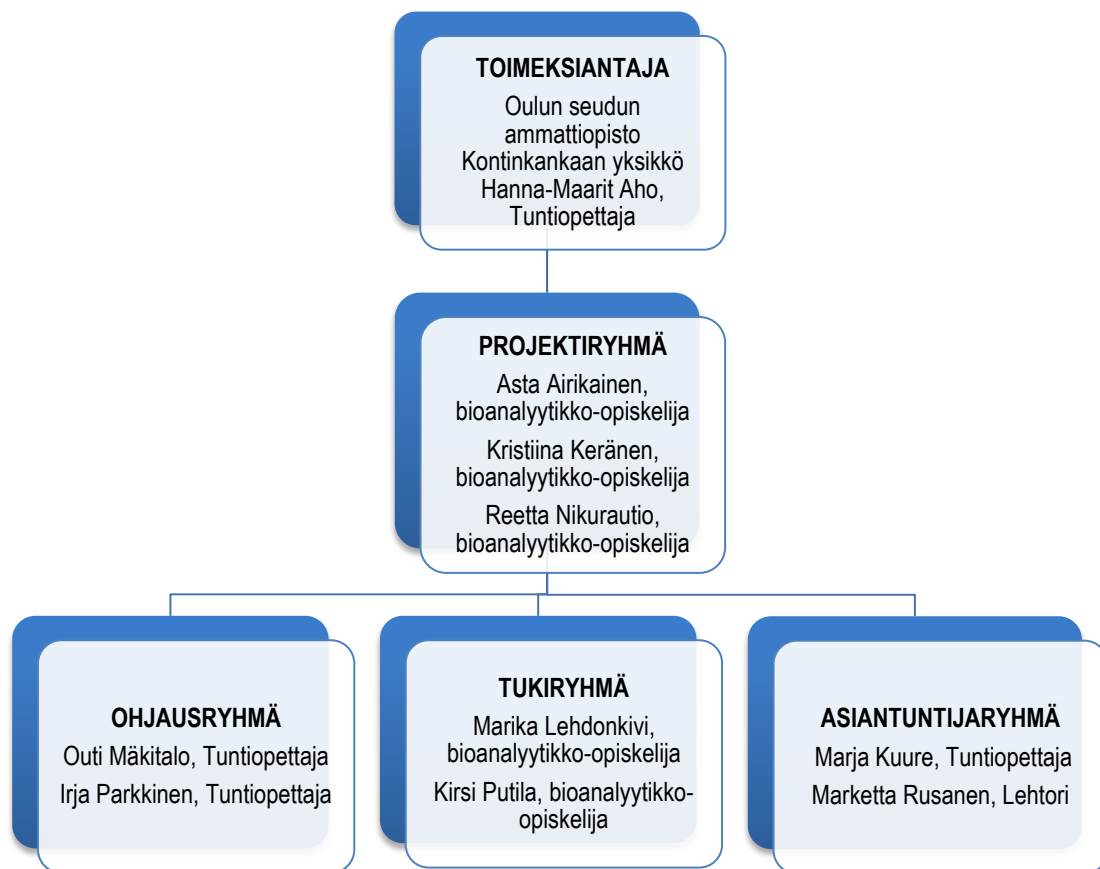 TOIMEKSIANTAJA
Oulun seudun
ammattiopisto
Kontinkankaan yksikkö
Hanna-Maarit Aho,
Tuntiopettaja
PROJEKTIRYHMÄ
Asta Airikainen,
bioanalyytikko-opiskelija
Kristiina Keränen,
bioanalyytikko-opiskelija
Reetta Nikurautio,
bioanalyytikko-opiskelija
OHJAUSRYHMÄ
Outi Mäkitalo, Tuntiopettaja
Irja Parkkinen, Tuntiopettaja
TUKIRYHMÄ
Marika Lehdonkivi,
bioanalyytikko-opiskelija
Kirsi Putila, bioanalyytikko-
opiskelija
ASIANTUNTIJARYHMÄ
Marja Kuure, Tuntiopettaja
Marketta Rusanen, Lehtori